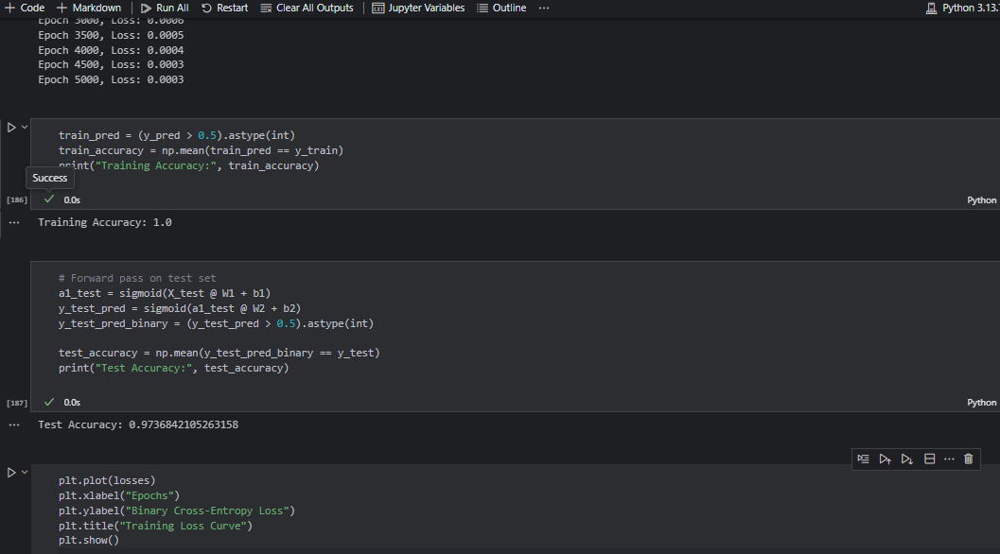 Code Markdown Run All Restart Clear All Outputs Jupyter Variables Outline ... Python 3.13.
Epoch 3000, Loss: 0.0006
Epoch 3500, Loss: 0.0005
Epoch 4000, Loss: 0.0004
Epoch 4500, Loss: 0.0003
Epoch 5000, Loss: 0.0003
train_pred = (y_pred > 0.5).astype(int)
train_accuracy = np.mean(train_pred == y_train)
print("Training Accuracy:", train_accuracy)
Success
[186] 0.0s Python
... Training Accuracy: 1.0
# Forward pass on test set
a1_test = sigmoid(X_test @ W1 + b1)
y_test_pred = sigmoid(a1_test @ W2 + b2)
y_test_pred_binary = (y_test_pred > 0.5).astype(int)
test_accuracy = np.mean(y_test_pred_binary == y_test)
print("Test Accuracy:", test_accuracy)
[187] 0.0s Python
... Test Accuracy: 0.9736842105263158
plt.plot(losses)
plt.xlabel("Epochs")
plt.ylabel("Binary Cross-Entropy Loss")
plt.title("Training Loss Curve")
plt.show()